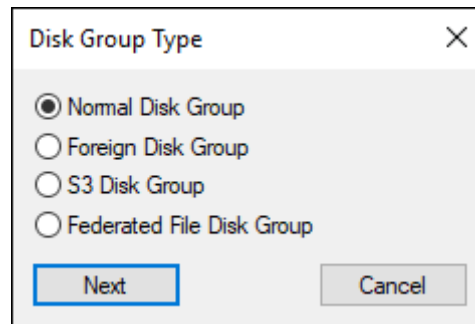 Disk Group Type
Normal Disk Group
Foreign Disk Group
S3 Disk Group
Federated File Disk Group
Next Cancel